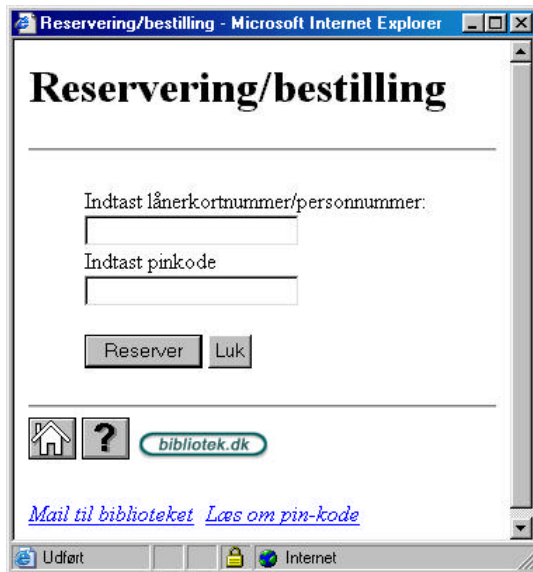 Reservering/bestilling - Microsoft Internet Explorer
Reservering/bestilling
Indtast lånerkortnummer/personnummer:
Indtast pinkode
Reserver Luk
? bibliotek.dk
Mail til biblioteket Læs om pin-kode
Udført Internet